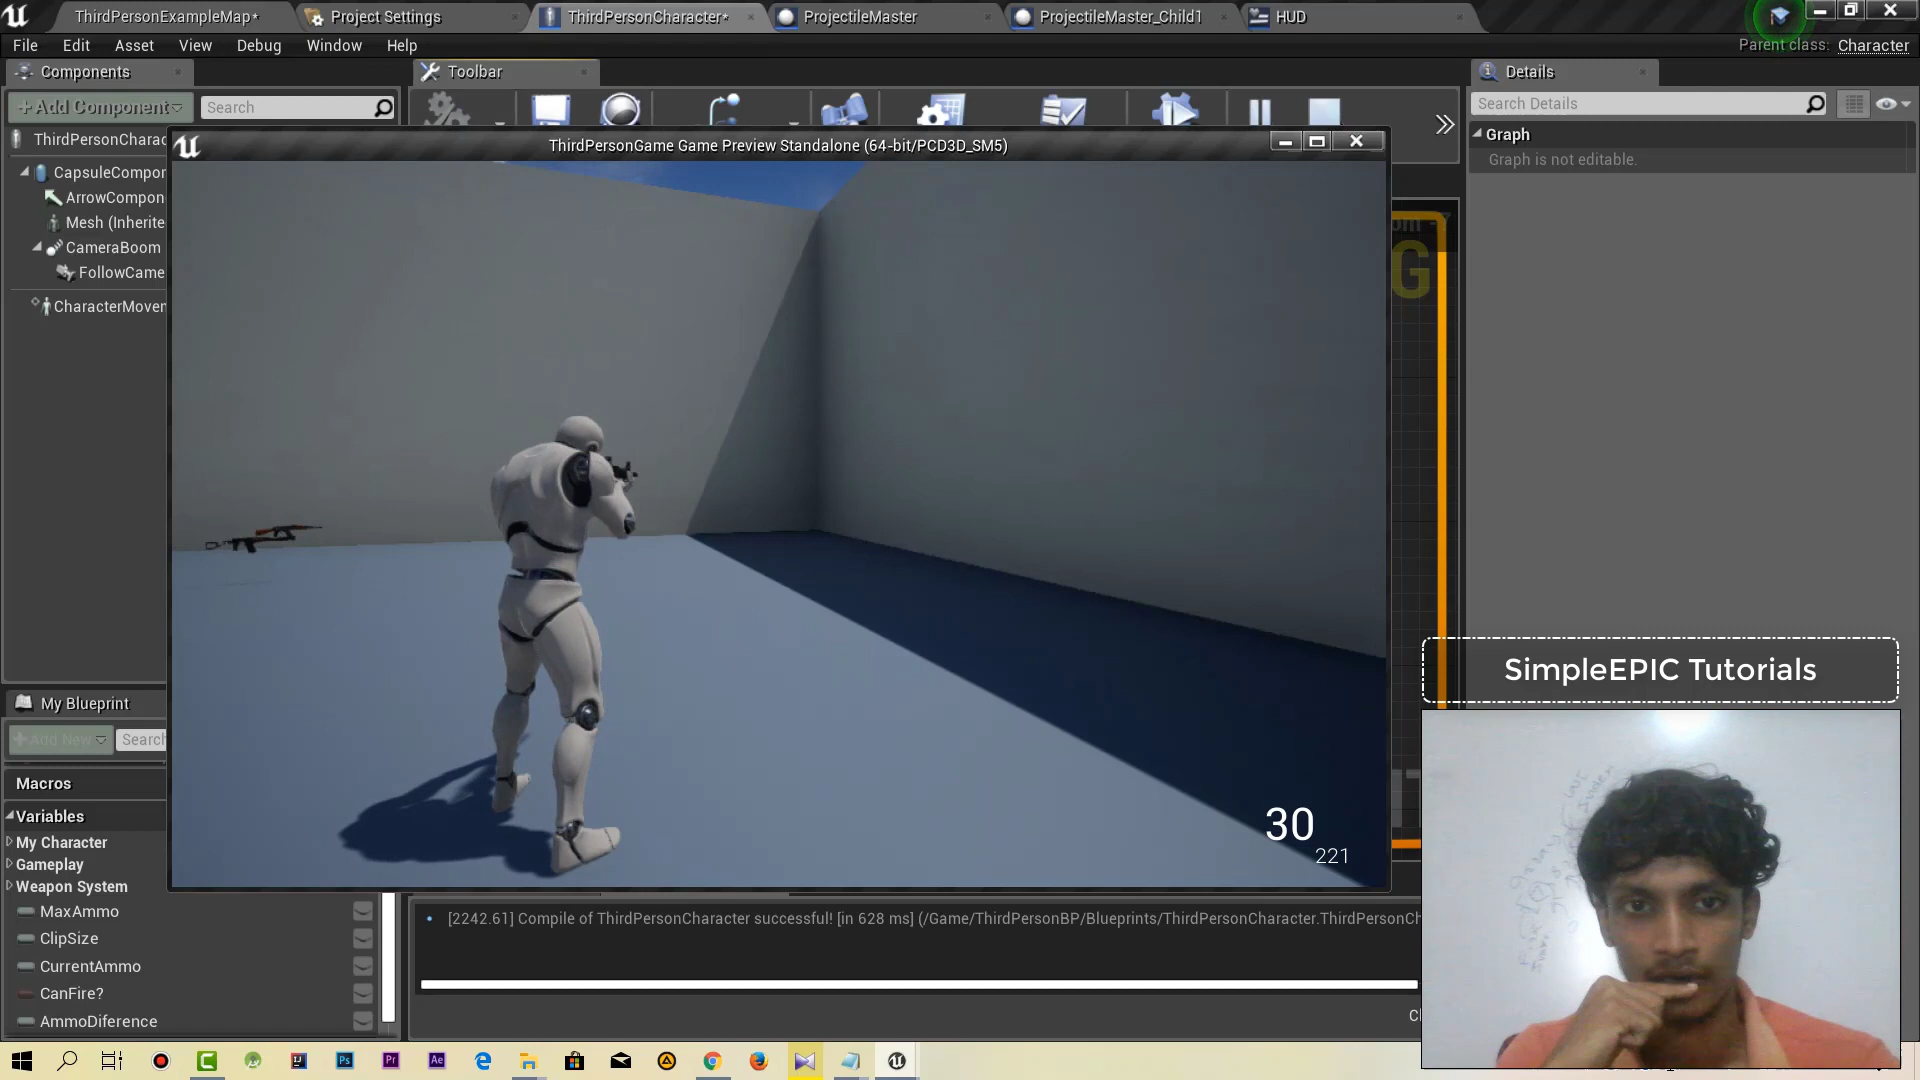 ThirdPersonExampleMap*
Project Settings
ThirdPersonCharacter*
ProjectileMaster
ProjectileMaster_Child1
HUD
File Edit Asset View Debug Window Help
Parent class: Character
Components
Toolbar
Details
+Add Component
Search
Search Details
ThirdPersonCharac
ThirdPersonGame Game Preview Standalone (64-bit/PCD3D_SM5)
Graph
Graph is not editable.
CapsuleCompor
ArrowCompon
Mesh (Inherite
CameraBoom
FollowCame
CharacterMoven
G
SimpleEPIC Tutorials
My Blueprint
+Add New
Search
Macros
Variables
My Character
Gameplay
Weapon System
MaxAmmo
ClipSize
CurrentAmmo
CanFire?
AmmoDiference
30
221
[2242.61] Compile of ThirdPersonCharacter successful! [in 628 ms] (/Game/ThirdPersonBP/Blueprints/ThirdPersonCharacter.ThirdPersonCh
Ps
Pr
Ae